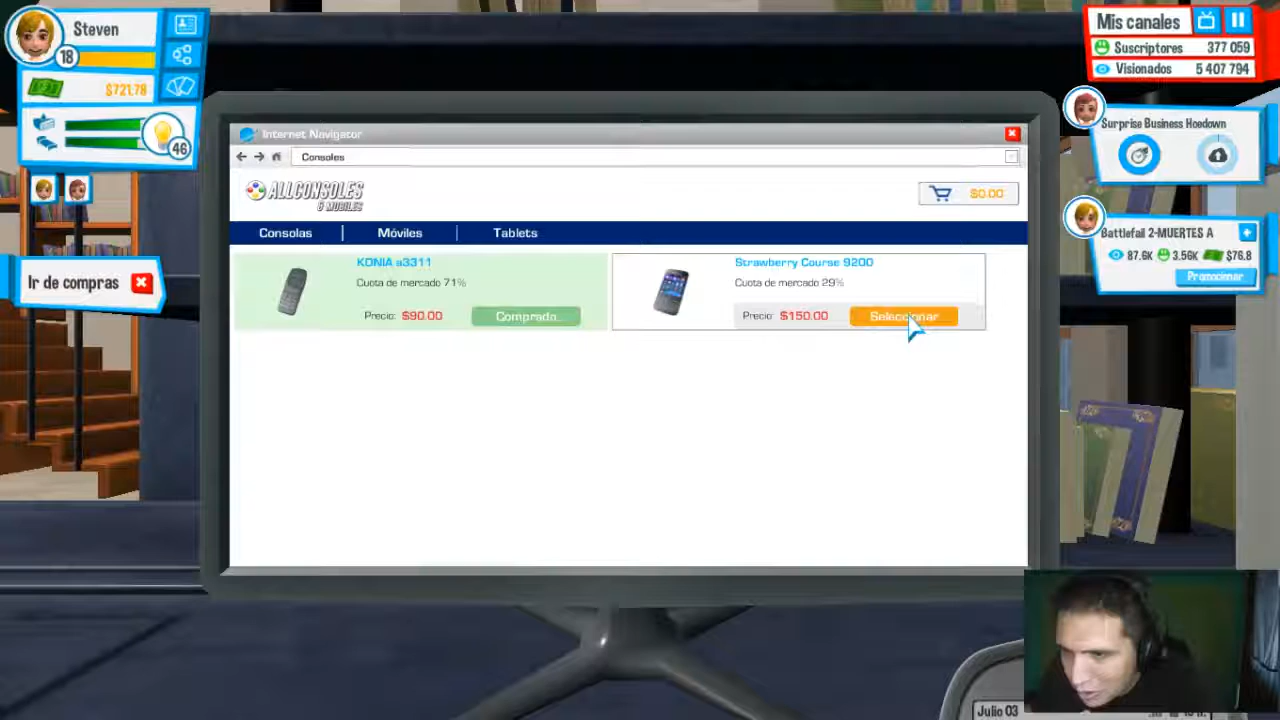 Steven
18
$721.78
46
Ir de compras
Mis canales
Suscriptores 377 059
Visionados 5 407 794
Surprise Business Hoedown
Battlefail 2-MUERTES A
87.6K 3.56K $76.8
Promocionar
Internet Navigator
Consoles
ALLCONSOLES
& MOBILES
$0.00
Consolas Móviles Tablets
KONIA a3311
Cuota de mercado 71%
Precio: $90.00 Comprado...
Strawberry Course 9200
Cuota de mercado 29%
Precio: $150.00 Seleccionar
Julio 03